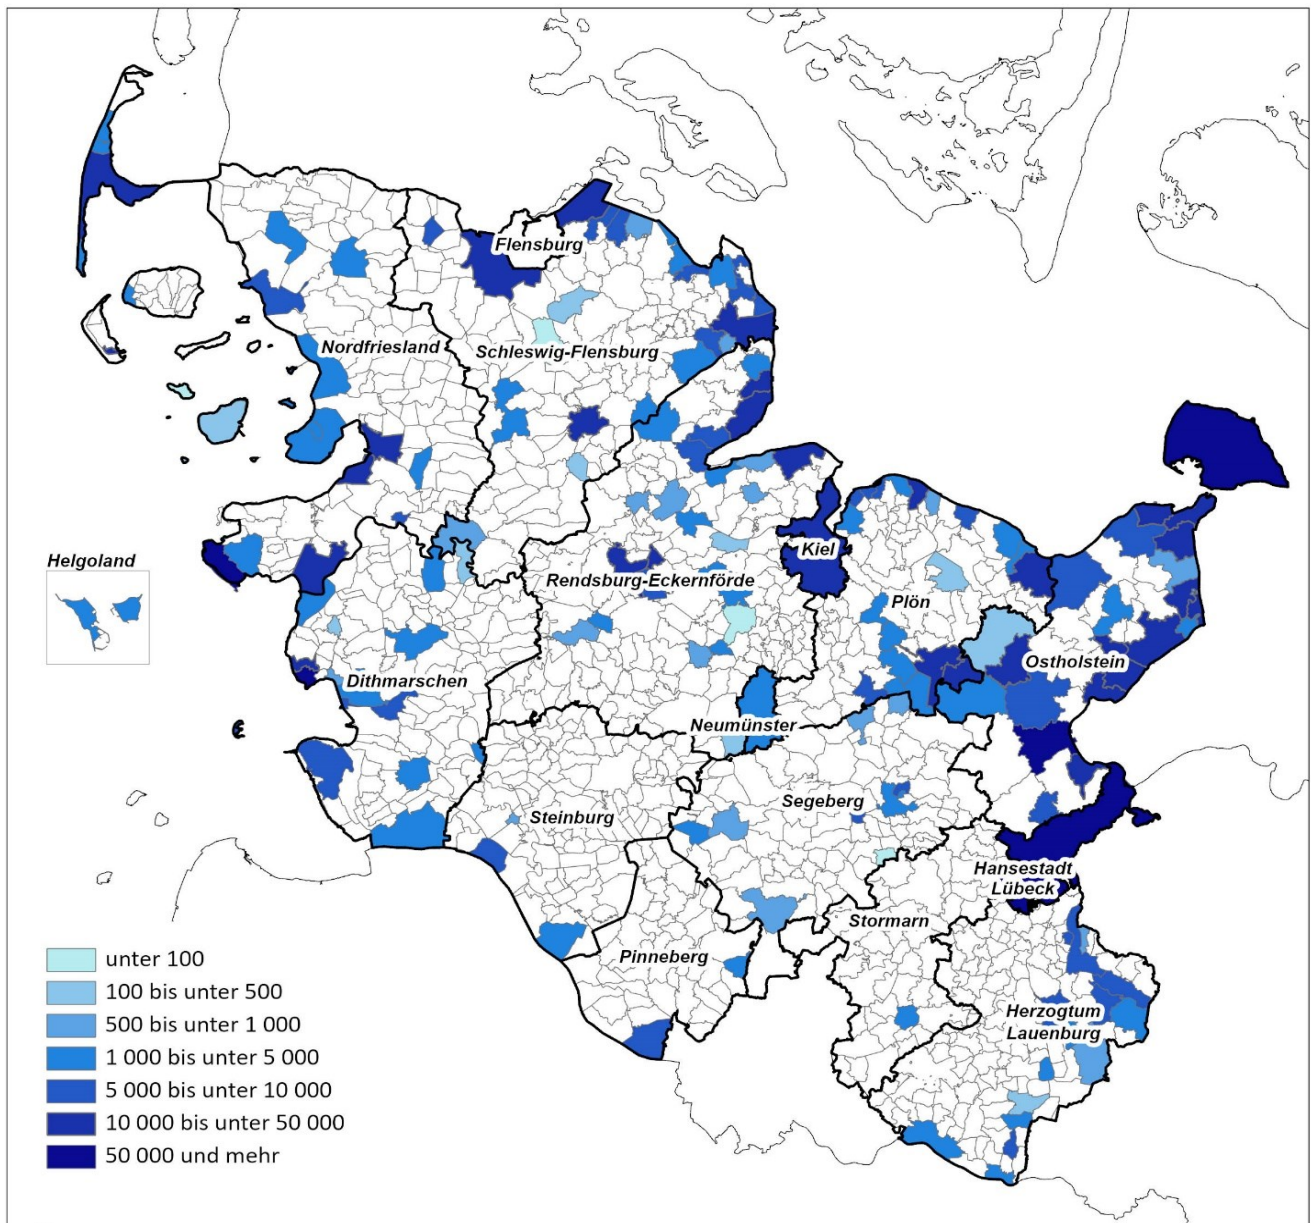 Flensburg
Nordfriesland
Schleswig-Flensburg
Helgoland
Kiel
Rendsburg-Eckernförde
Plön
Ostholstein
Dithmarschen
Neumünster
Segeberg
Steinburg
Hansestadt
Lübeck
Stormarn
Pinneberg
Herzogtum
Lauenburg
unter 100
100 bis unter 500
500 bis unter 1 000
1 000 bis unter 5 000
5 000 bis unter 10 000
10 000 bis unter 50 000
50 000 und mehr